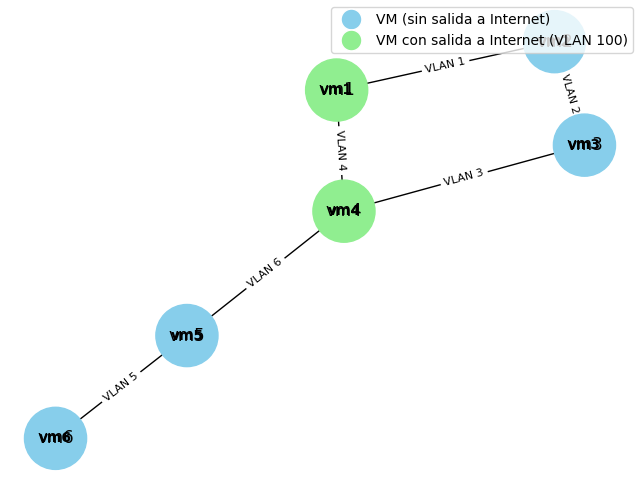 VM (sin salida a Internet)
VM con salida a Internet (VLAN 100)
vm1
VLAN 1
VLAN 2
vm3
VLAN 4
VLAN 3
vm4
VLAN 6
vm5
VLAN 5
vm6